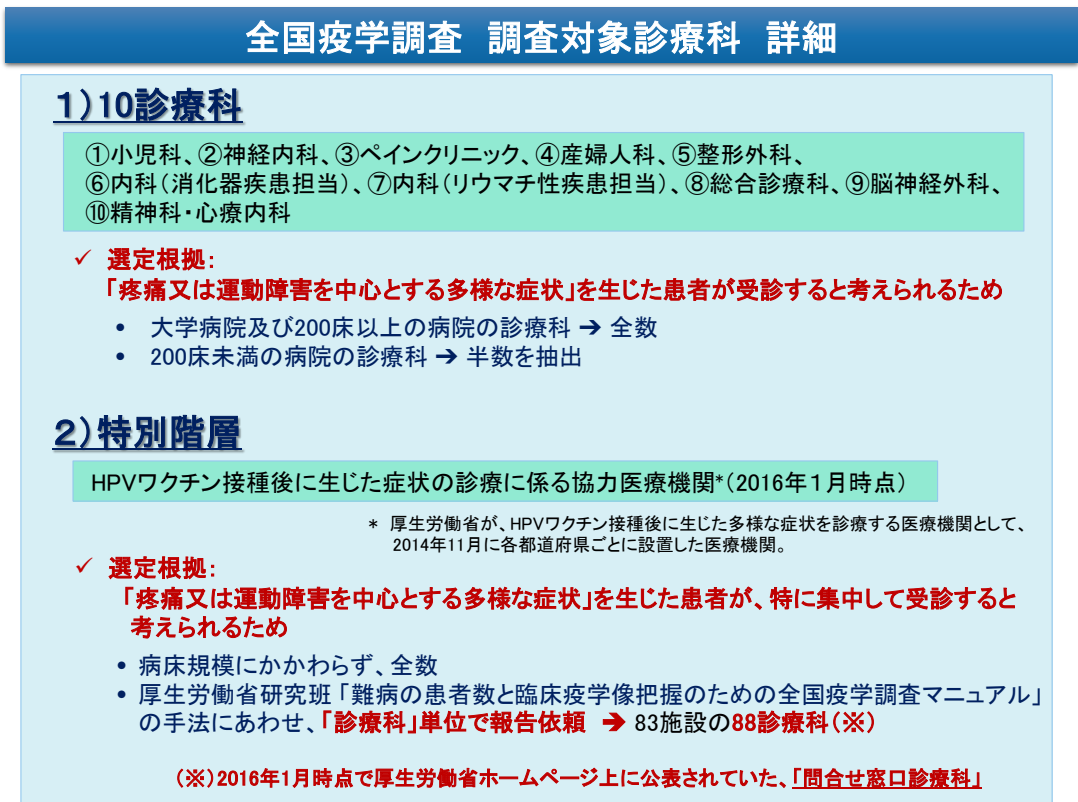 全国疫学調査　調査対象診療科　詳細
１）10診療科
①小児科、②神経内科、③ペインクリニック、④産婦人科、⑤整形外科、
⑥内科（消化器疾患担当）、⑦内科（リウマチ性疾患担当）、⑧総合診療科、⑨脳神経外科、
⑩精神科・心療内科
✓ 選定根拠：
「疼痛又は運動障害を中心とする多様な症状」を生じた患者が受診すると考えられるため
• 大学病院及び200床以上の病院の診療科 ➔ 全数
• 200床未満の病院の診療科 ➔ 半数を抽出
２）特別階層
HPVワクチン接種後に生じた症状の診療に係る協力医療機関*（2016年１月時点）
* 厚生労働省が、HPVワクチン接種後に生じた多様な症状を診療する医療機関として、
2014年11月に各都道府県ごとに設置した医療機関。
✓ 選定根拠：
「疼痛又は運動障害を中心とする多様な症状」を生じた患者が、特に集中して受診すると
考えられるため
• 病床規模にかかわらず、全数
• 厚生労働省研究班「難病の患者数と臨床疫学像把握のための全国疫学調査マニュアル」
の手法にあわせ、「診療科」単位で報告依頼 ➔ 83施設の88診療科（※）
（※）2016年1月時点で厚生労働省ホームページ上に公表されていた、「問合せ窓口診療科」